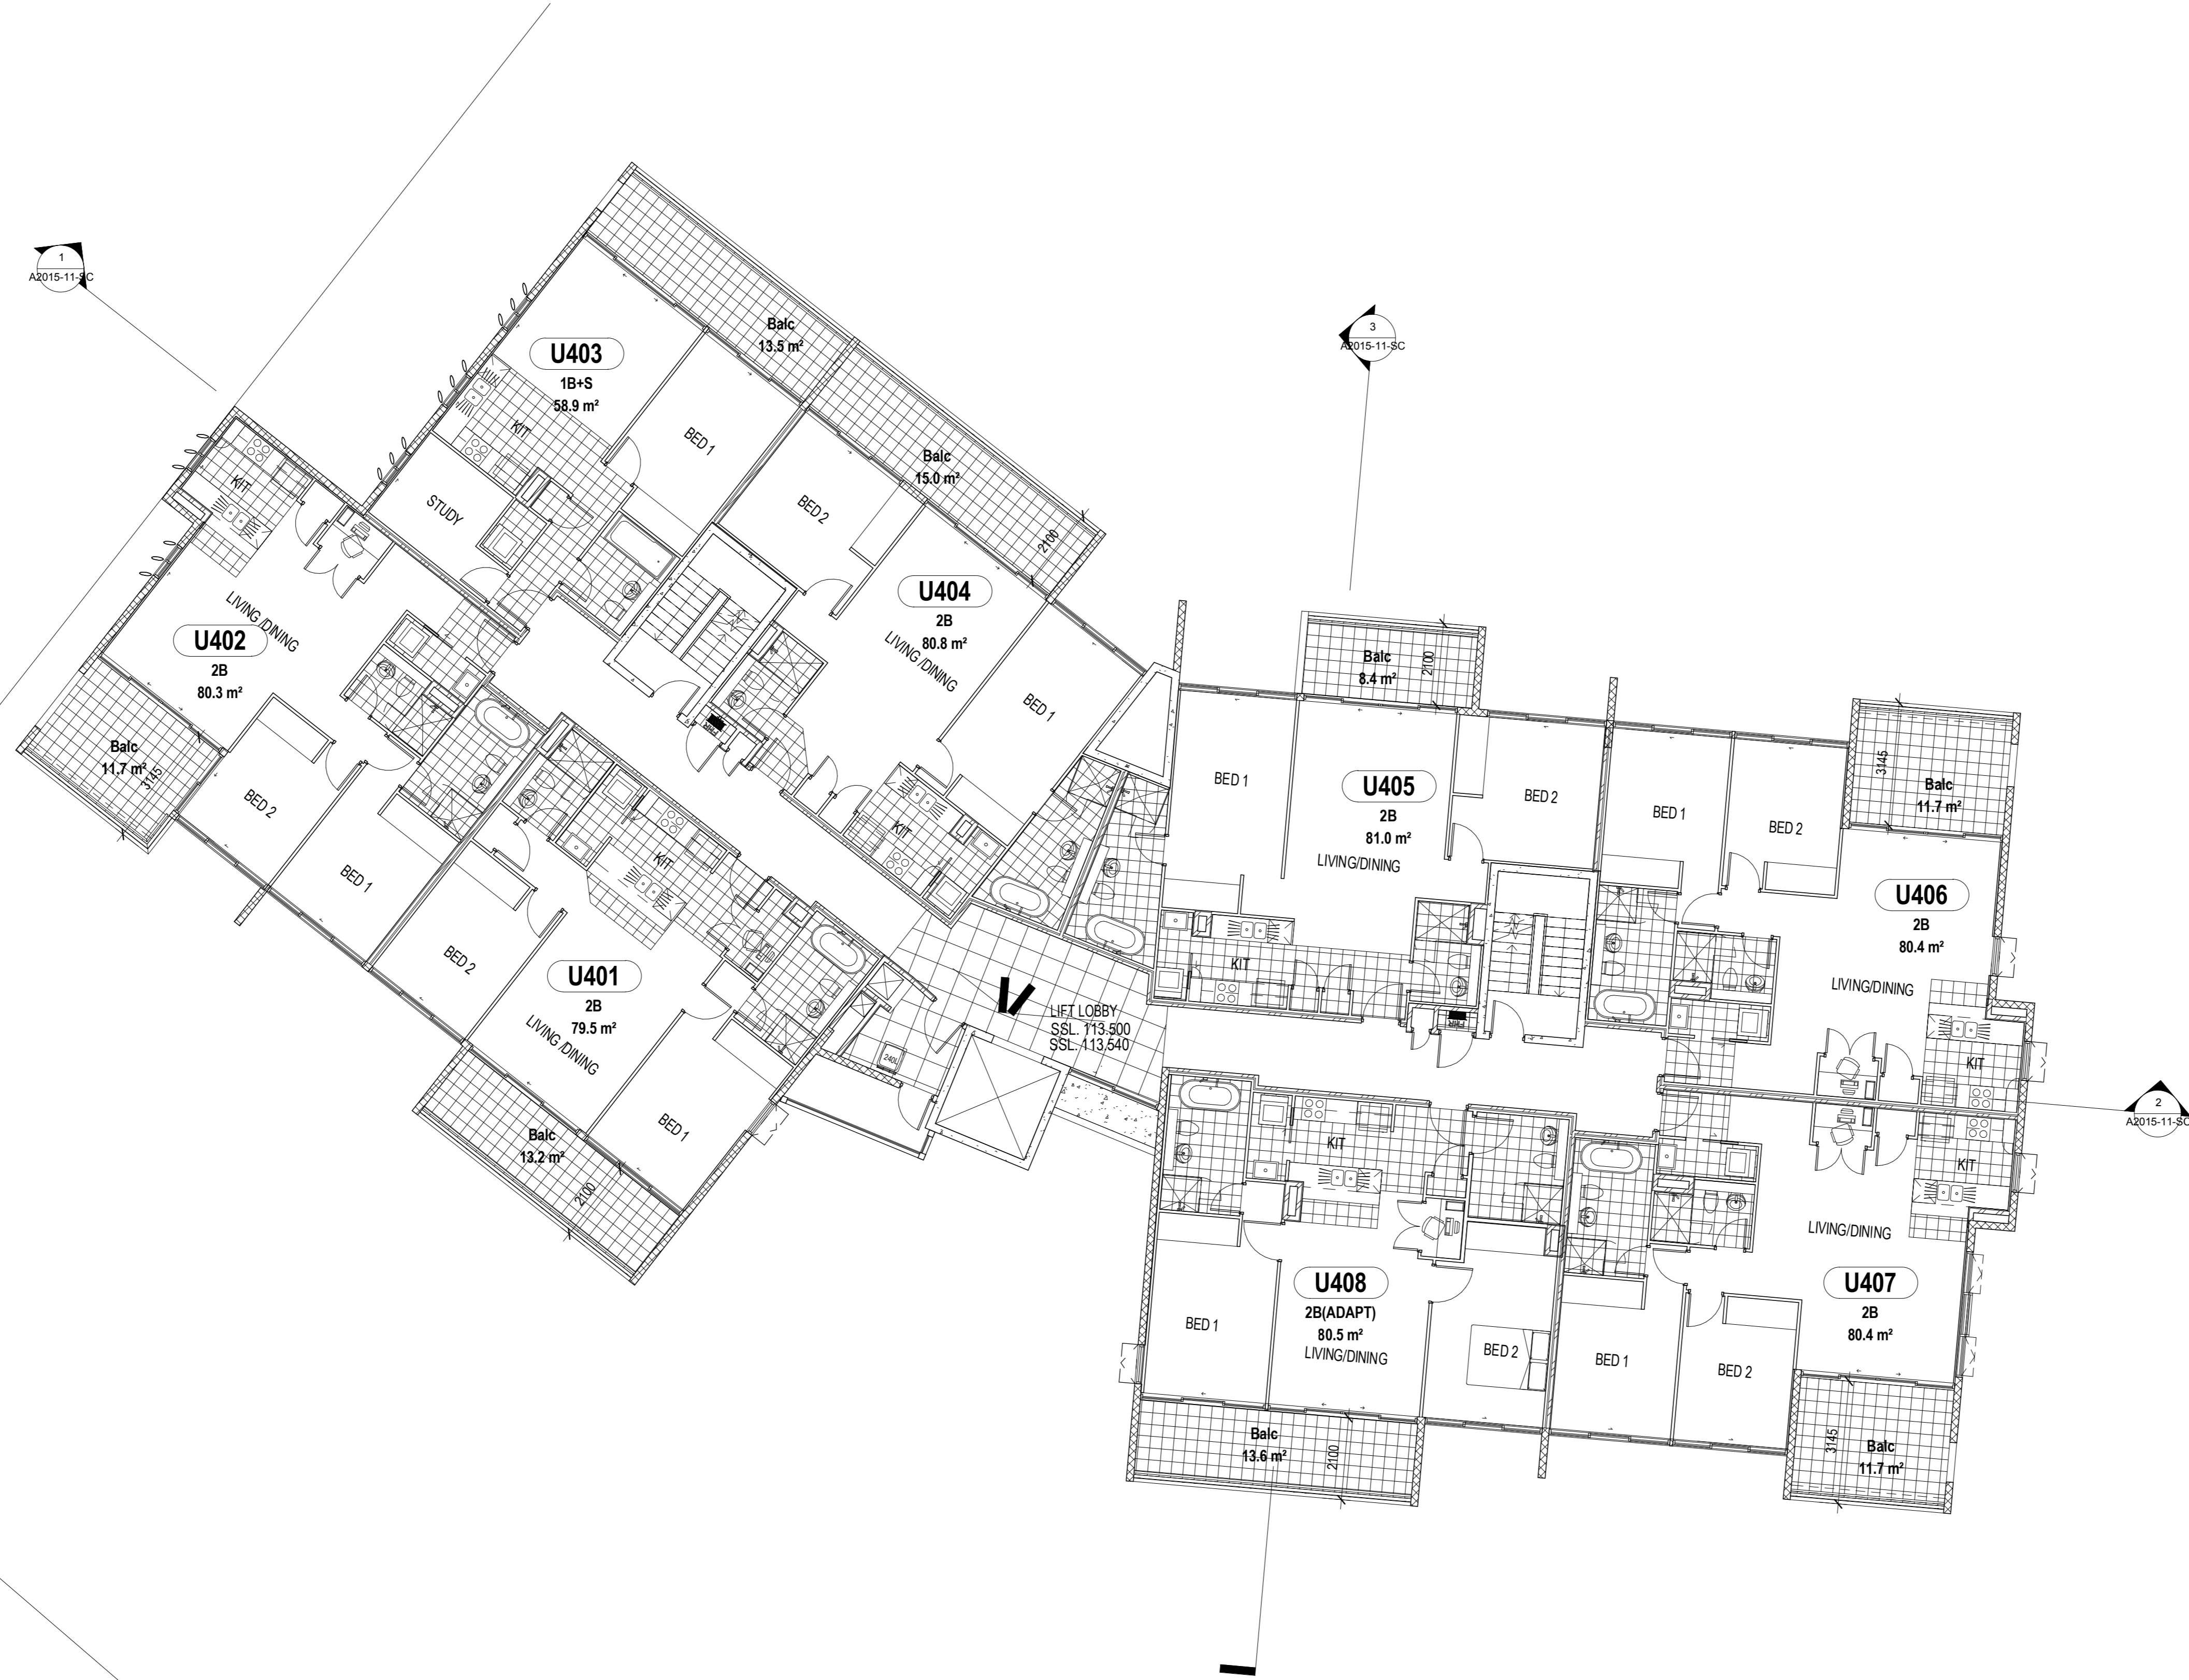 1
A2015-11-SC
3
A2015-11-SC
2
A2015-11-SC
U403
1B+S
58.9 m²
KIT
BED 1
STUDY
Balc
13.5 m²
Balc
15.0 m²
2100
BED 2
U404
2B
80.8 m²
LIVING /DINING
BED 1
KIT
FHR
KIT
LIVING /DINING
U402
2B
80.3 m²
Balc
11.7 m²
3145
BED 2
BED 1
KIT
BED 2
U401
2B
79.5 m²
LIVING /DINING
BED 1
Balc
13.2 m²
2100
240L
LIFT LOBBY
SSL. 113.500
SSL. 113.540
Balc
8.4 m²
2100
BED 1
U405
2B
81.0 m²
LIVING/DINING
BED 2
KIT
FHR
BED 1
BED 2
3145
Balc
11.7 m²
U406
2B
80.4 m²
LIVING/DINING
KIT
KIT
LIVING/DINING
U407
2B
80.4 m²
BED 1
BED 2
3145
Balc
11.7 m²
KIT
U408
2B(ADAPT)
80.5 m²
LIVING/DINING
BED 1
BED 2
Balc
13.6 m²
2100